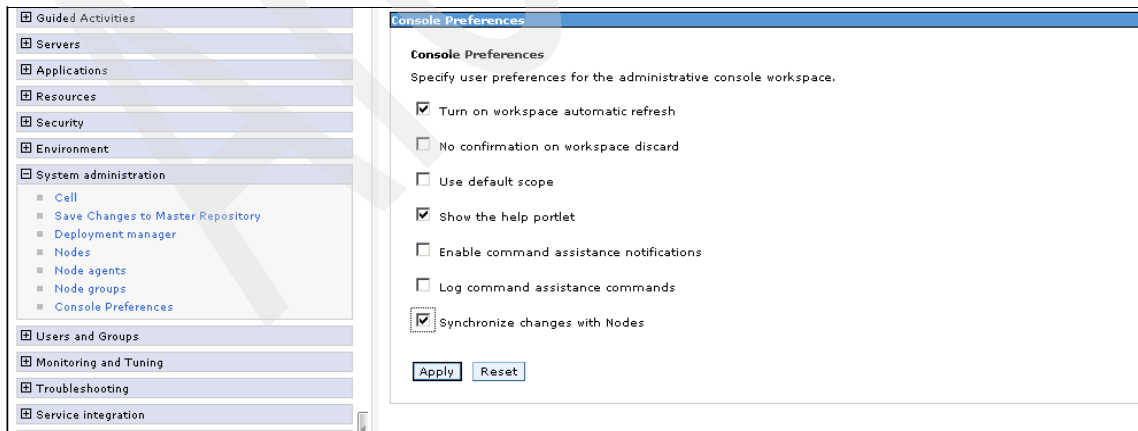 Guided Activities
Servers
Applications
Resources
Security
Environment
System administration
Cell
Save Changes to Master Repository
Deployment manager
Nodes
Node agents
Node groups
Console Preferences
Users and Groups
Monitoring and Tuning
Troubleshooting
Service integration
Console Preferences
Console Preferences
Specify user preferences for the administrative console workspace.
Turn on workspace automatic refresh
No confirmation on workspace discard
Use default scope
Show the help portlet
Enable command assistance notifications
Log command assistance commands
Synchronize changes with Nodes
Apply Reset